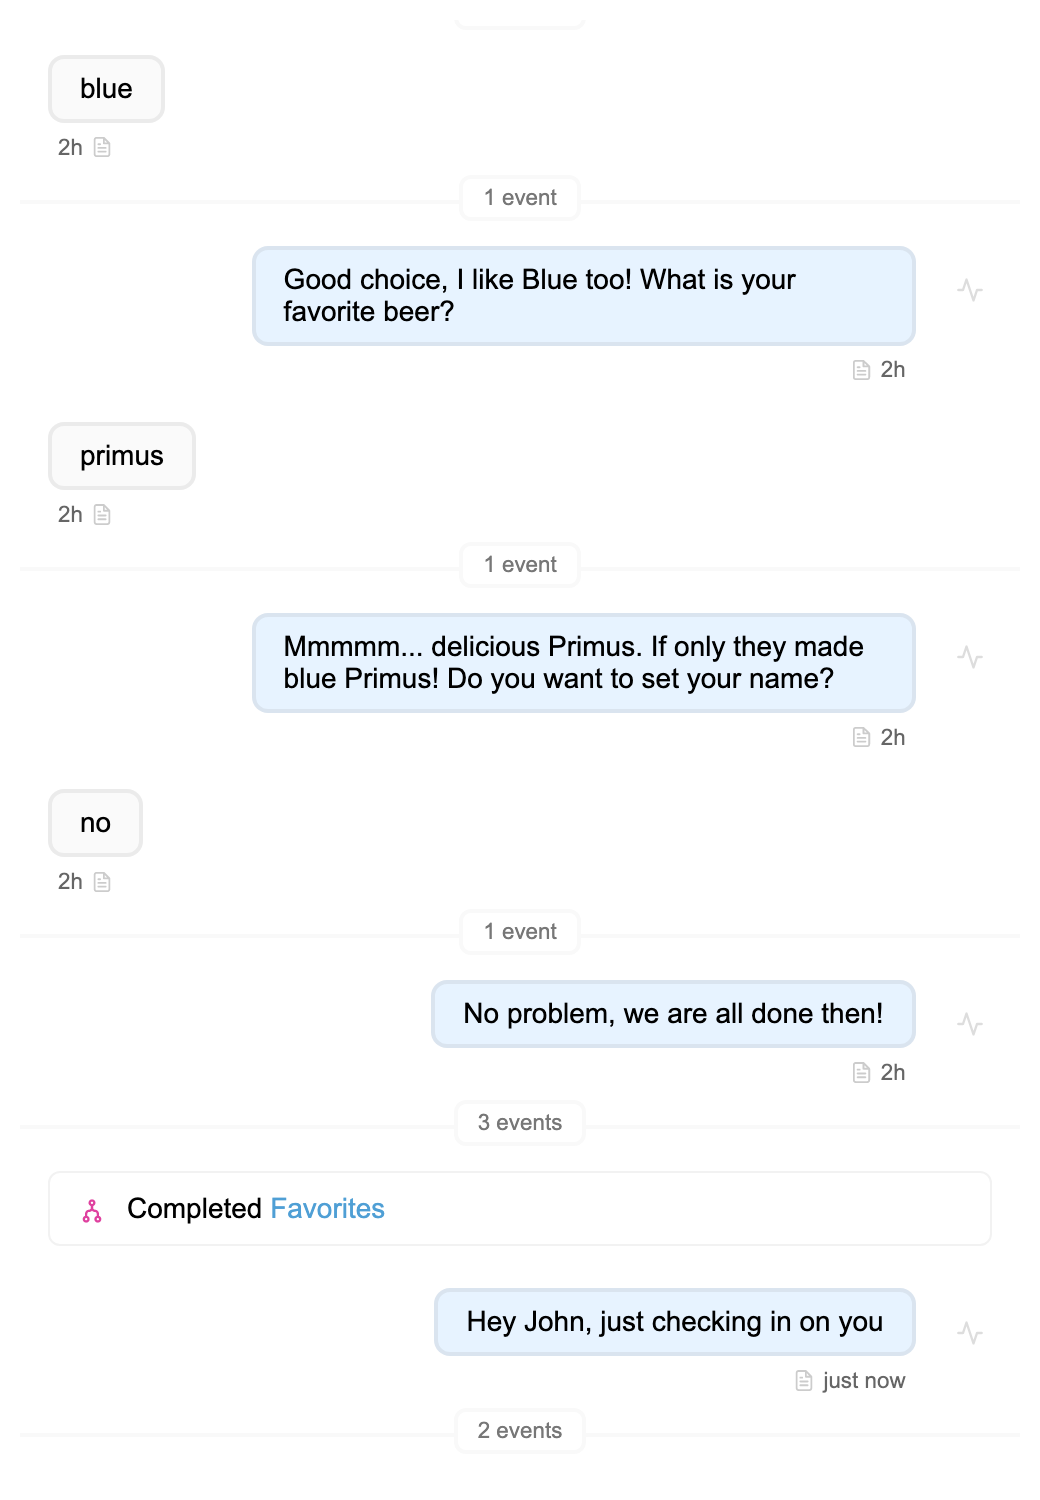 blue
2h
1 event
Good choice, I like Blue too! What is your
favorite beer?
2h
primus
2h
1 event
Mmmmm... delicious Primus. If only they made
blue Primus! Do you want to set your name?
2h
no
2h
1 event
No problem, we are all done then!
2h
3 events
Completed Favorites
Hey John, just checking in on you
just now
2 events